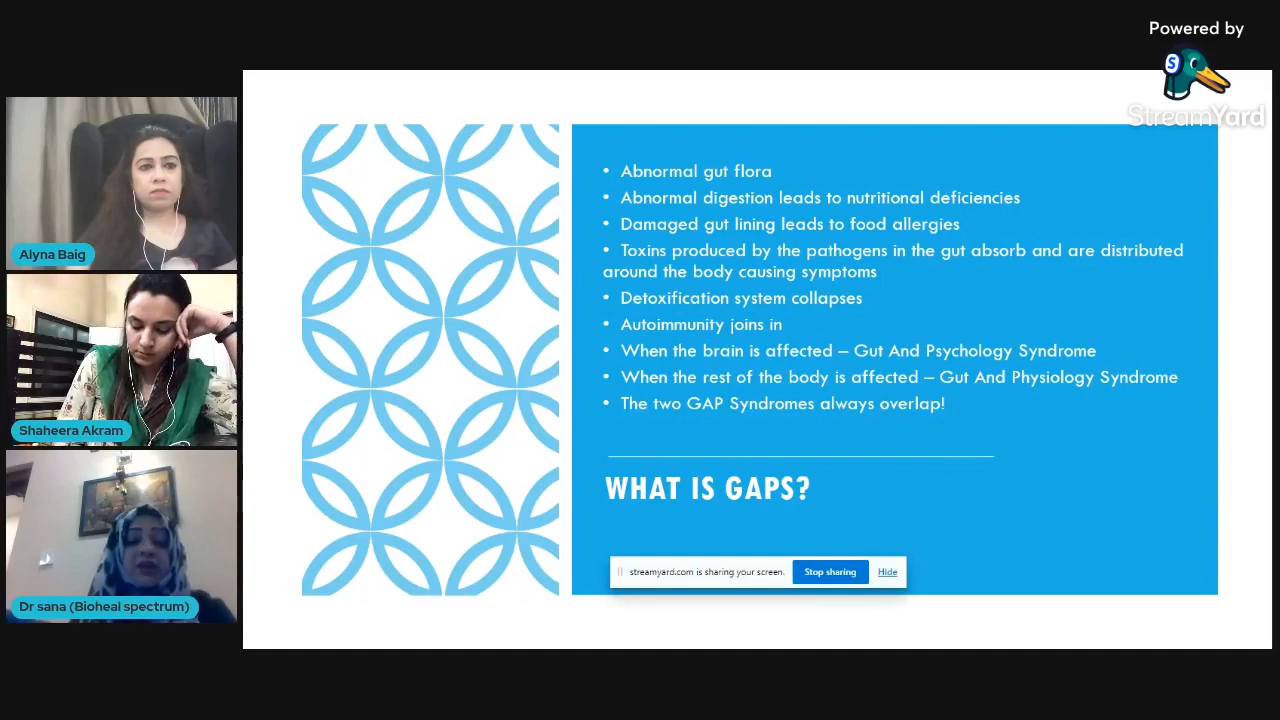 Powered by
StreamYard
Alyna Baig
Shaheera Akram
Dr sana (Bioheal spectrum)
• Abnormal gut flora
• Abnormal digestion leads to nutritional deficiencies
• Damaged gut lining leads to food allergies
• Toxins produced by the pathogens in the gut absorb and are distributed
around the body causing symptoms
• Detoxification system collapses
• Autoimmunity joins in
• When the brain is affected – Gut And Psychology Syndrome
• When the rest of the body is affected – Gut And Physiology Syndrome
• The two GAP Syndromes always overlap!
WHAT IS GAPS?
streamyard.com is sharing your screen. Stop sharing Hide